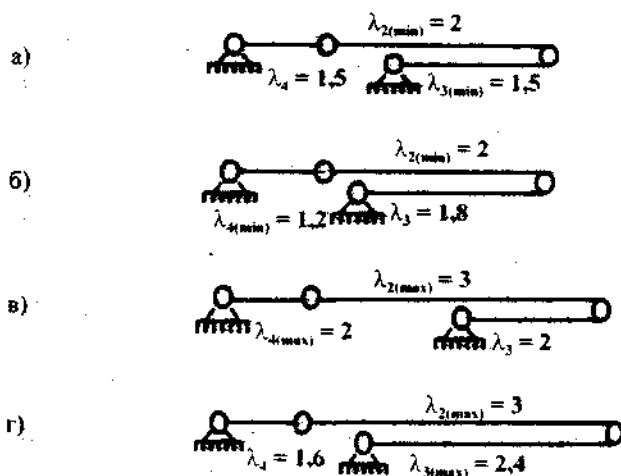 а) λ₂₍ₘᵢₙ₎ = 2
λ₄ = 1,5 λ₃₍ₘᵢₙ₎ = 1,5
б) λ₂₍ₘᵢₙ₎ = 2
λ₄₍ₘᵢₙ₎ = 1,2 λ₃ = 1,8
в) λ₂₍ₘₐₓ₎ = 3
λ₄₍ₘₐₓ₎ = 2 λ₃ = 2
г) λ₂₍ₘₐₓ₎ = 3
λ₄ = 1,6 λ₃₍ₘₐₓ₎ = 2,4